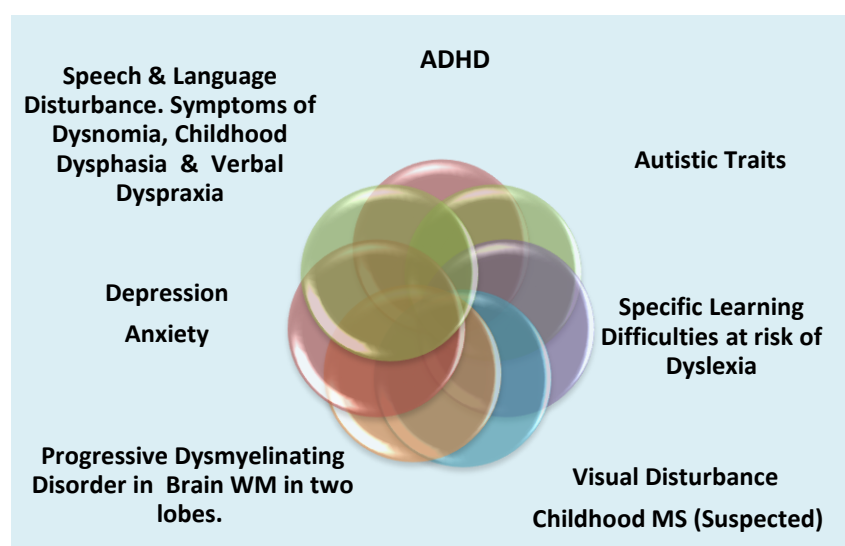 ADHD
Speech & Language
Disturbance. Symptoms of
Dysnomia, Childhood
Dysphasia & Verbal
Dyspraxia
Autistic Traits
Depression
Anxiety
Specific Learning
Difficulties at risk of
Dyslexia
Progressive Dysmyelinating
Disorder in Brain WM in two
lobes.
Visual Disturbance
Childhood MS (Suspected)